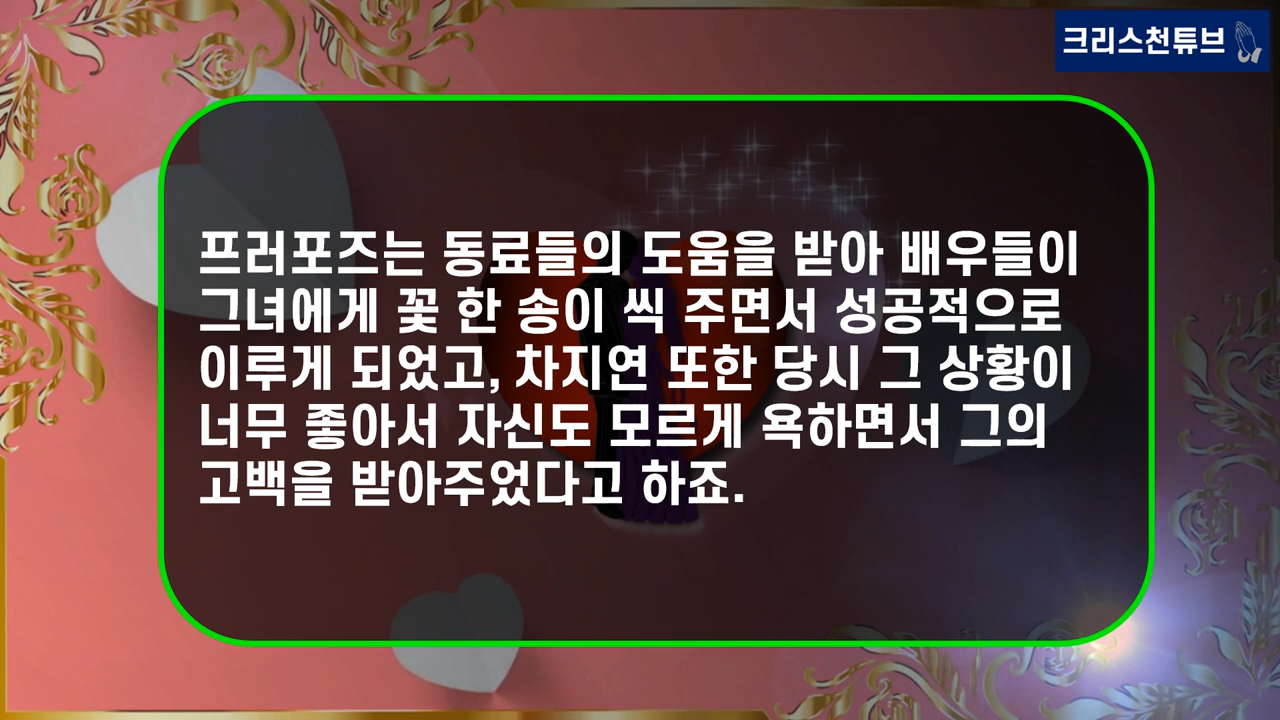 크리스천튜브
프러포즈는 동료들의 도움을 받아 배우들이
그녀에게 꽃 한 송이 씩 주면서 성공적으로
이루게 되었고, 차지연 또한 당시 그 상황이
너무 좋아서 자신도 모르게 욕하면서 그의
고백을 받아주었다고 하죠.